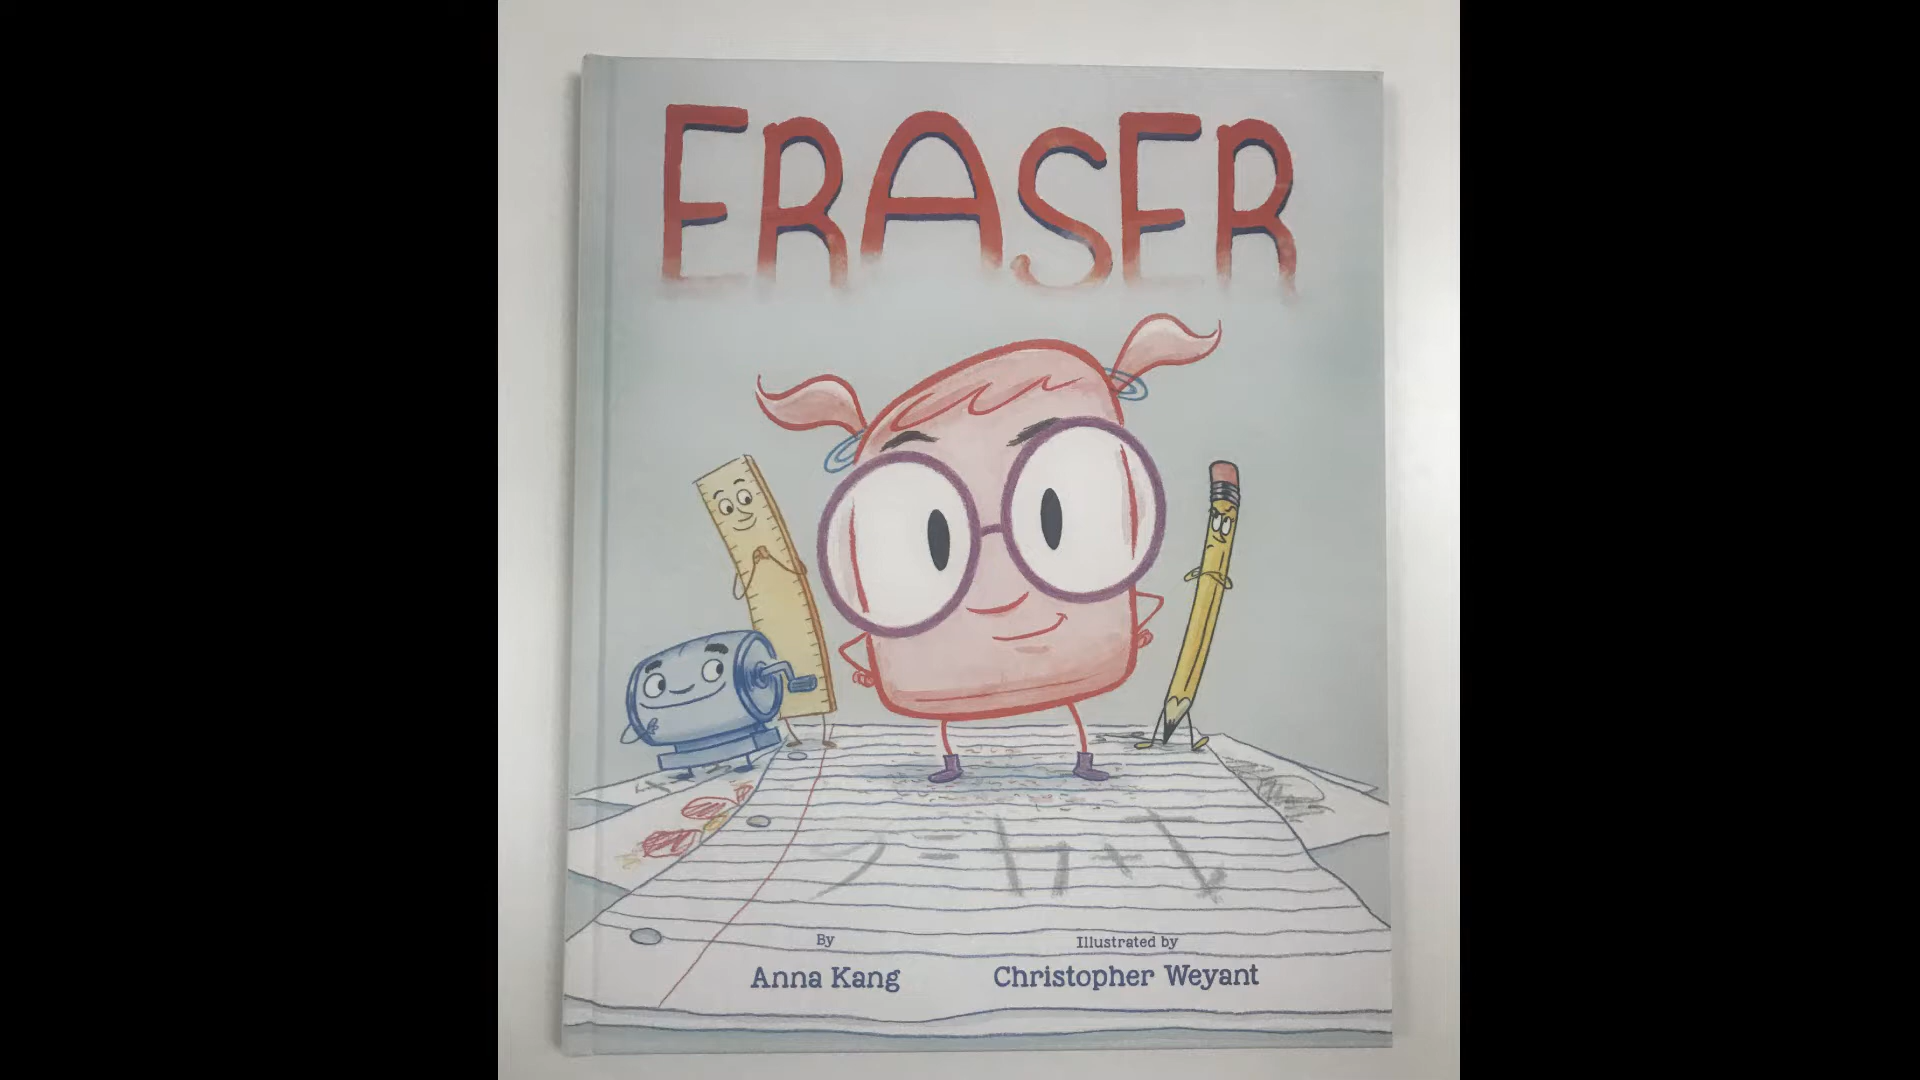 ERASER
By
Anna Kang
Illustrated by
Christopher Weyant